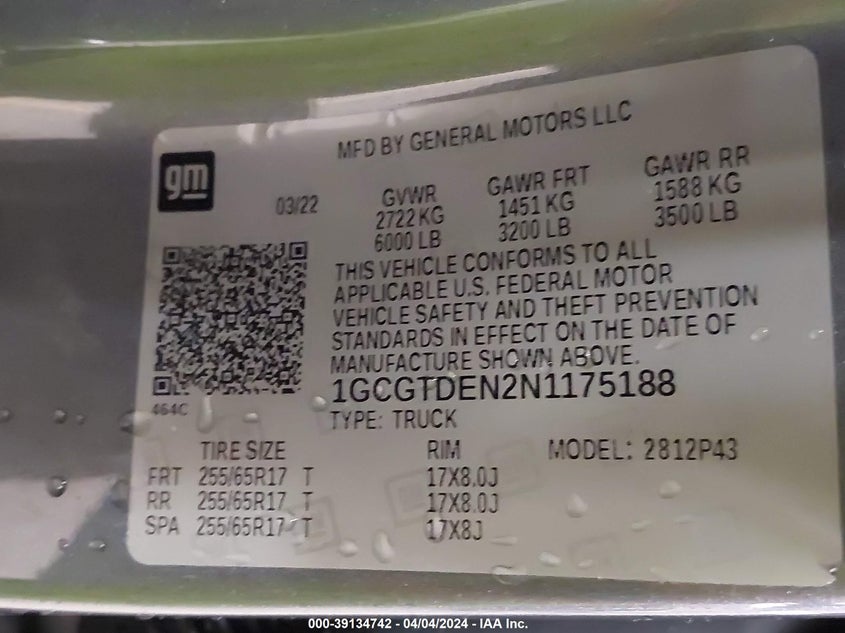 MFD BY GENERAL MOTORS LLC
gm
03/22
GVWR GAWR FRT GAWR RR
2722 KG 1451 KG 1588 KG
6000 LB 3200 LB 3500 LB
THIS VEHICLE CONFORMS TO ALL
APPLICABLE U.S. FEDERAL MOTOR
VEHICLE SAFETY AND THEFT PREVENTION
STANDARDS IN EFFECT ON THE DATE OF
MANUFACTURE SHOWN ABOVE.
464C
1GCGTDEN2N1175188
TYPE: TRUCK
TIRE SIZE RIM MODEL: 2812P43
FRT 255/65R17 T 17X8.0J
RR 255/65R17 T 17X8.0J
SPA 255/65R17 T 17X8J
000-39134742 - 04/04/2024 - IAA Inc.